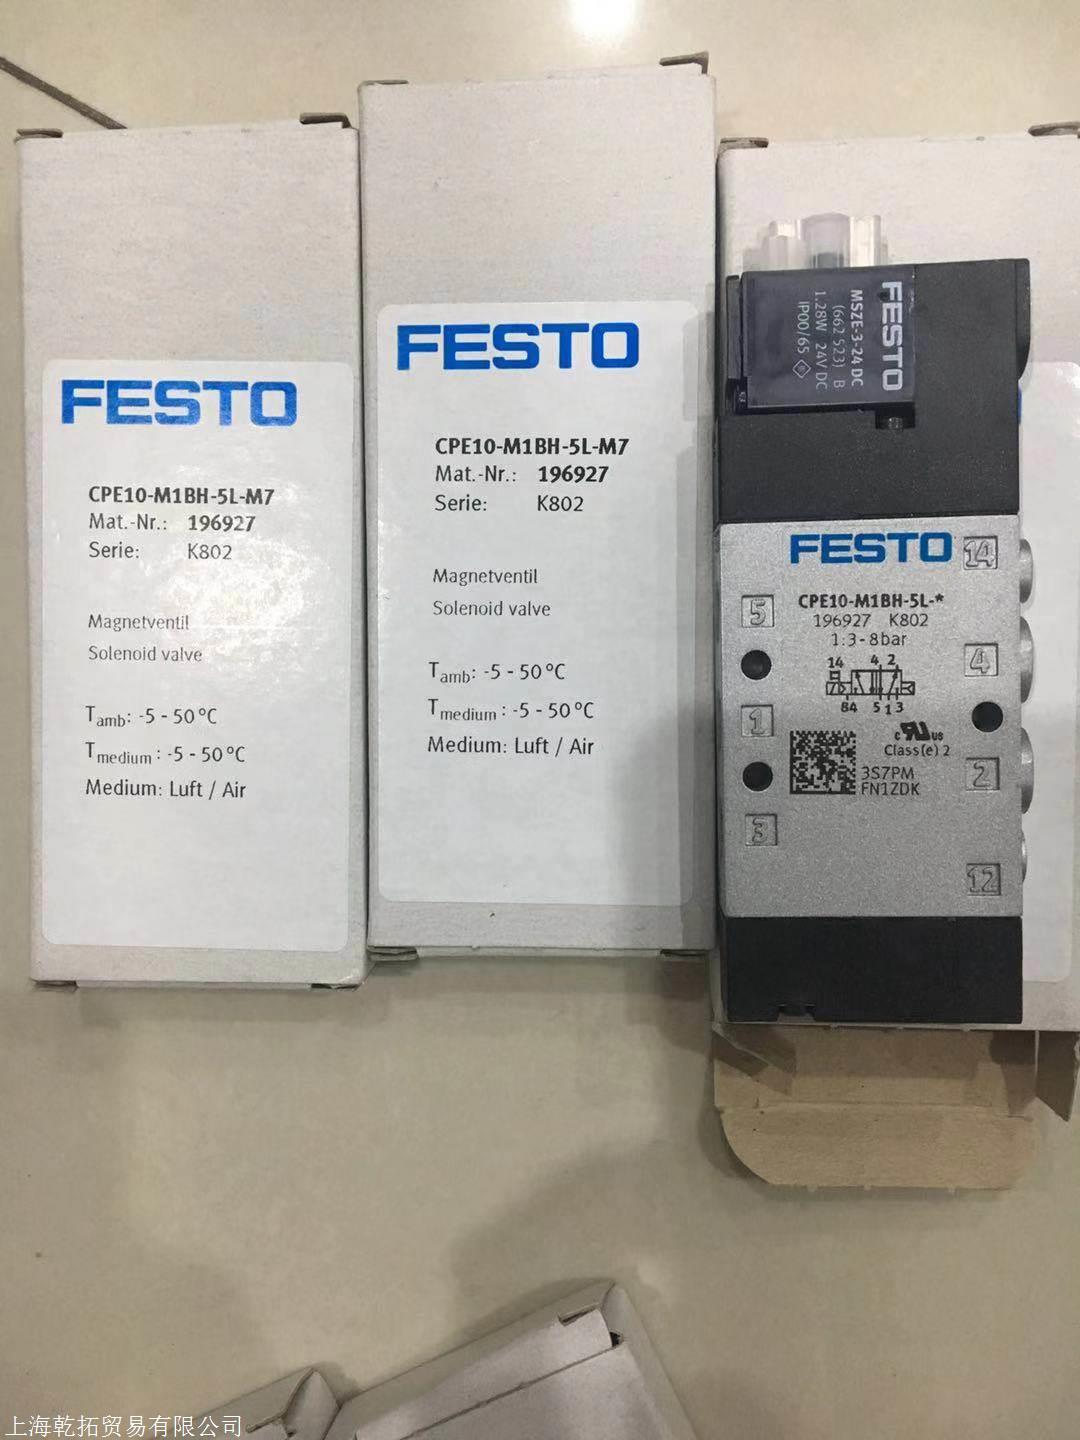 FESTO
CPE10-M1BH-5L-M7
Mat.-Nr.: 196927
Serie: K802
Magnetventil
Solenoid valve
Tamb: -5 - 50 °C
Tmedium : -5 - 50 °C
Medium: Luft / Air
FESTO
CPE10-M1BH-5L-M7
Mat.-Nr.: 196927
Serie: K802
Magnetventil
Solenoid valve
Tamb: -5 - 50 °C
Tmedium : -5 - 50 °C
Medium: Luft / Air
FESTO
MSZE-3-24 DC
(662 523) B
1.28W 24V DC
IP00/65
FESTO
14
5
CPE10-M1BH-5L-*
196927 K802
1:3-8bar
14 4 2
84 5 1 3
4
1
c US
Class(e) 2
3S7PM
FN1ZDK
2
3
12
上海乾拓贸易有限公司